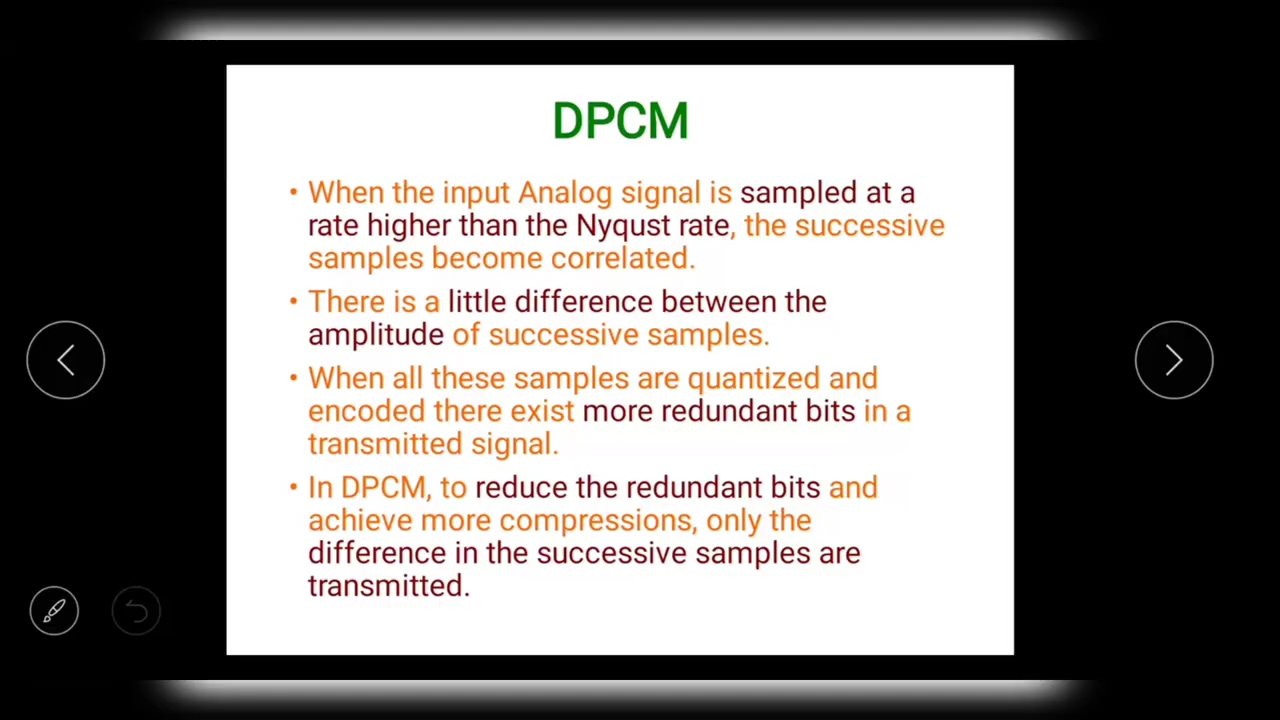 DPCM
• When the input Analog signal is sampled at a
rate higher than the Nyqust rate, the successive
samples become correlated.
• There is a little difference between the
amplitude of successive samples.
• When all these samples are quantized and
encoded there exist more redundant bits in a
transmitted signal.
• In DPCM, to reduce the redundant bits and
achieve more compressions, only the
difference in the successive samples are
transmitted.